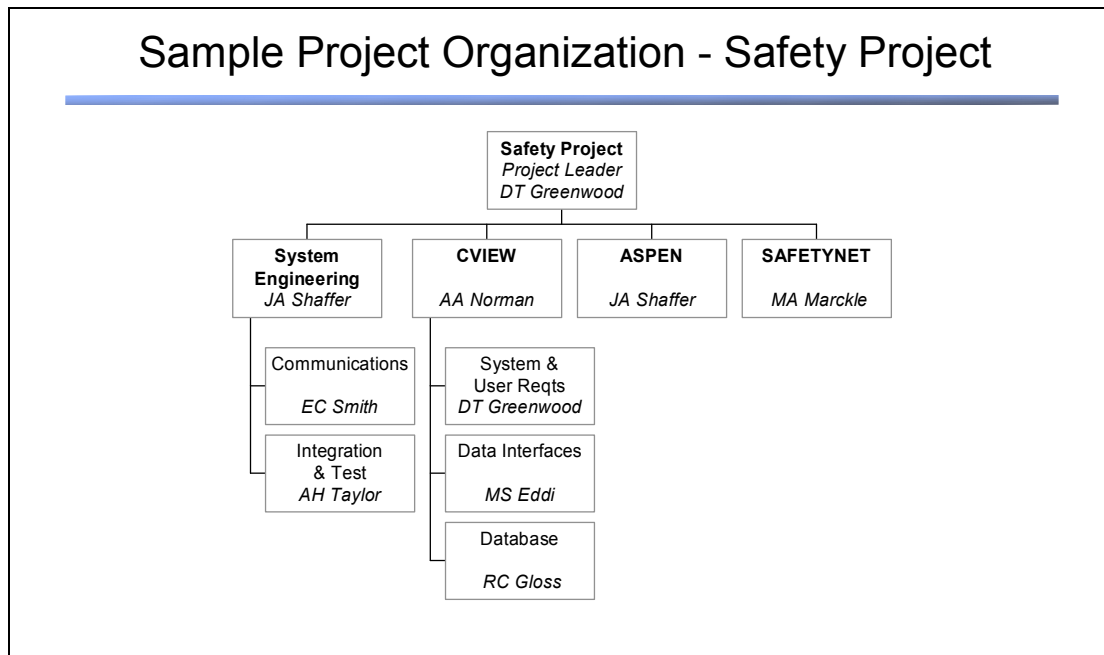 Sample Project Organization - Safety Project
Safety Project
Project Leader
DT Greenwood
System
Engineering
JA Shaffer
CVIEW
AA Norman
ASPEN
JA Shaffer
SAFETYNET
MA Marckle
Communications
EC Smith
Integration
& Test
AH Taylor
System &
User Reqts
DT Greenwood
Data Interfaces
MS Eddi
Database
RC Gloss